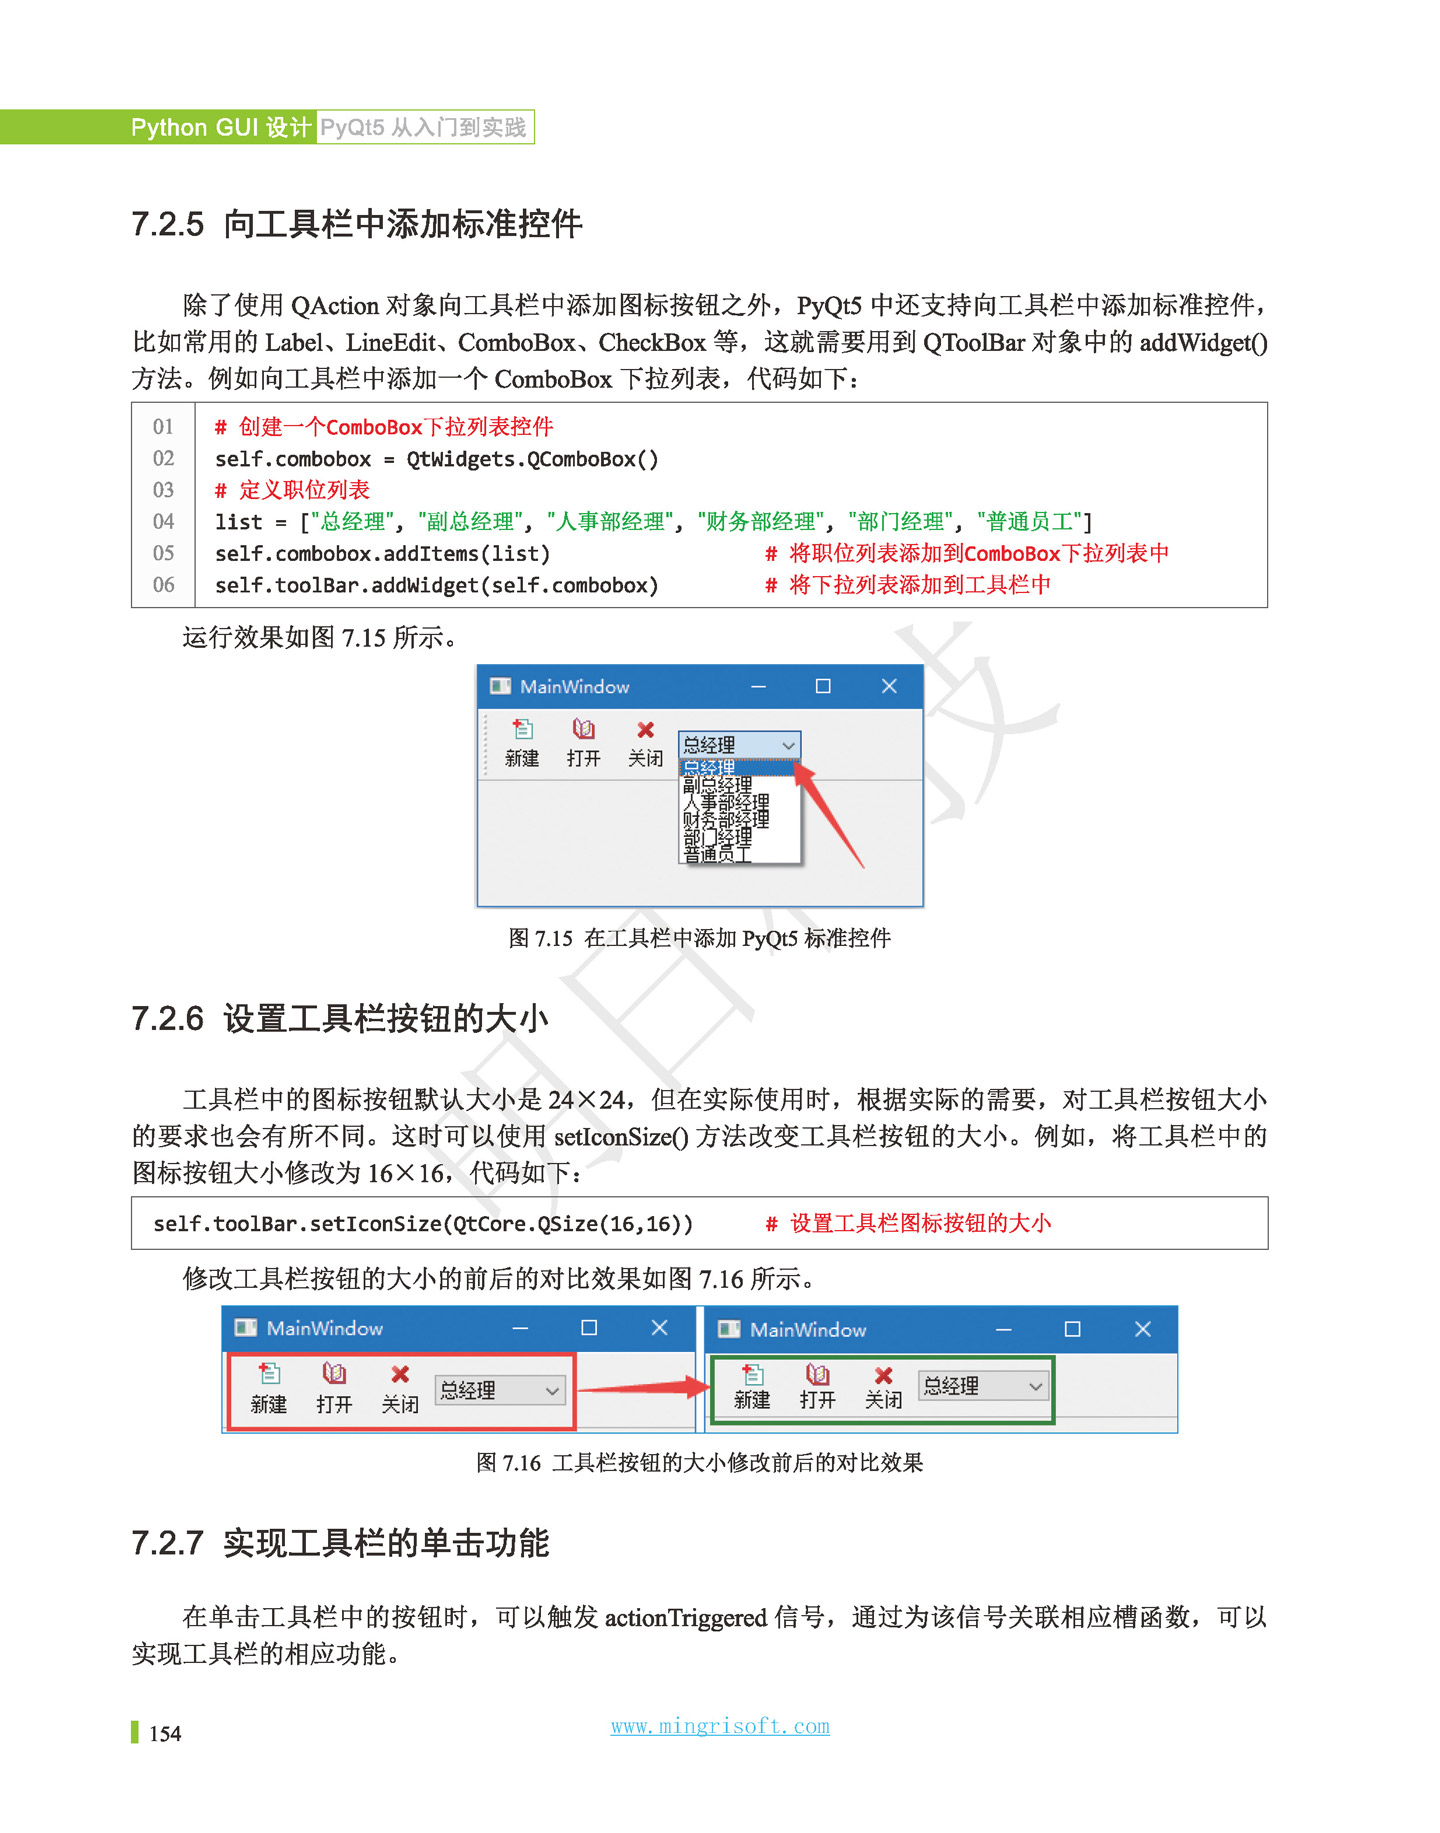 Python GUI 设计 PyQt5 从入门到实践
7.2.5 向工具栏中添加标准控件
除了使用 QAction 对象向工具栏中添加图标按钮之外，PyQt5 中还支持向工具栏中添加标准控件，
比如常用的 Label、LineEdit、ComboBox、CheckBox 等，这就需要用到 QToolBar 对象中的 addWidget()
方法。例如向工具栏中添加一个 ComboBox 下拉列表，代码如下：
01 # 创建一个ComboBox下拉列表控件
02 self.combobox = QtWidgets.QComboBox()
03 # 定义职位列表
04 list = ["总经理", "副总经理", "人事部经理", "财务部经理", "部门经理", "普通员工"]
05 self.combobox.addItems(list) # 将职位列表添加到ComboBox下拉列表中
06 self.toolBar.addWidget(self.combobox) # 将下拉列表添加到工具栏中
运行效果如图 7.15 所示。
MainWindow
新建 打开 关闭 总经理
总经理
副总经理
人事部经理
财务部经理
部门经理
普通员工
图 7.15 在工具栏中添加 PyQt5 标准控件
7.2.6 设置工具栏按钮的大小
工具栏中的图标按钮默认大小是 24×24，但在实际使用时，根据实际的需要，对工具栏按钮大小
的要求也会有所不同。这时可以使用 setIconSize() 方法改变工具栏按钮的大小。例如，将工具栏中的
图标按钮大小修改为 16×16，代码如下：
self.toolBar.setIconSize(QtCore.QSize(16,16)) # 设置工具栏图标按钮的大小
修改工具栏按钮的大小的前后的对比效果如图 7.16 所示。
MainWindow MainWindow
新建 打开 关闭 总经理 新建 打开 关闭 总经理
图 7.16 工具栏按钮的大小修改前后的对比效果
7.2.7 实现工具栏的单击功能
在单击工具栏中的按钮时，可以触发 actionTriggered 信号，通过为该信号关联相应槽函数，可以
实现工具栏的相应功能。
154 www.mingrisoft.com
明日科技